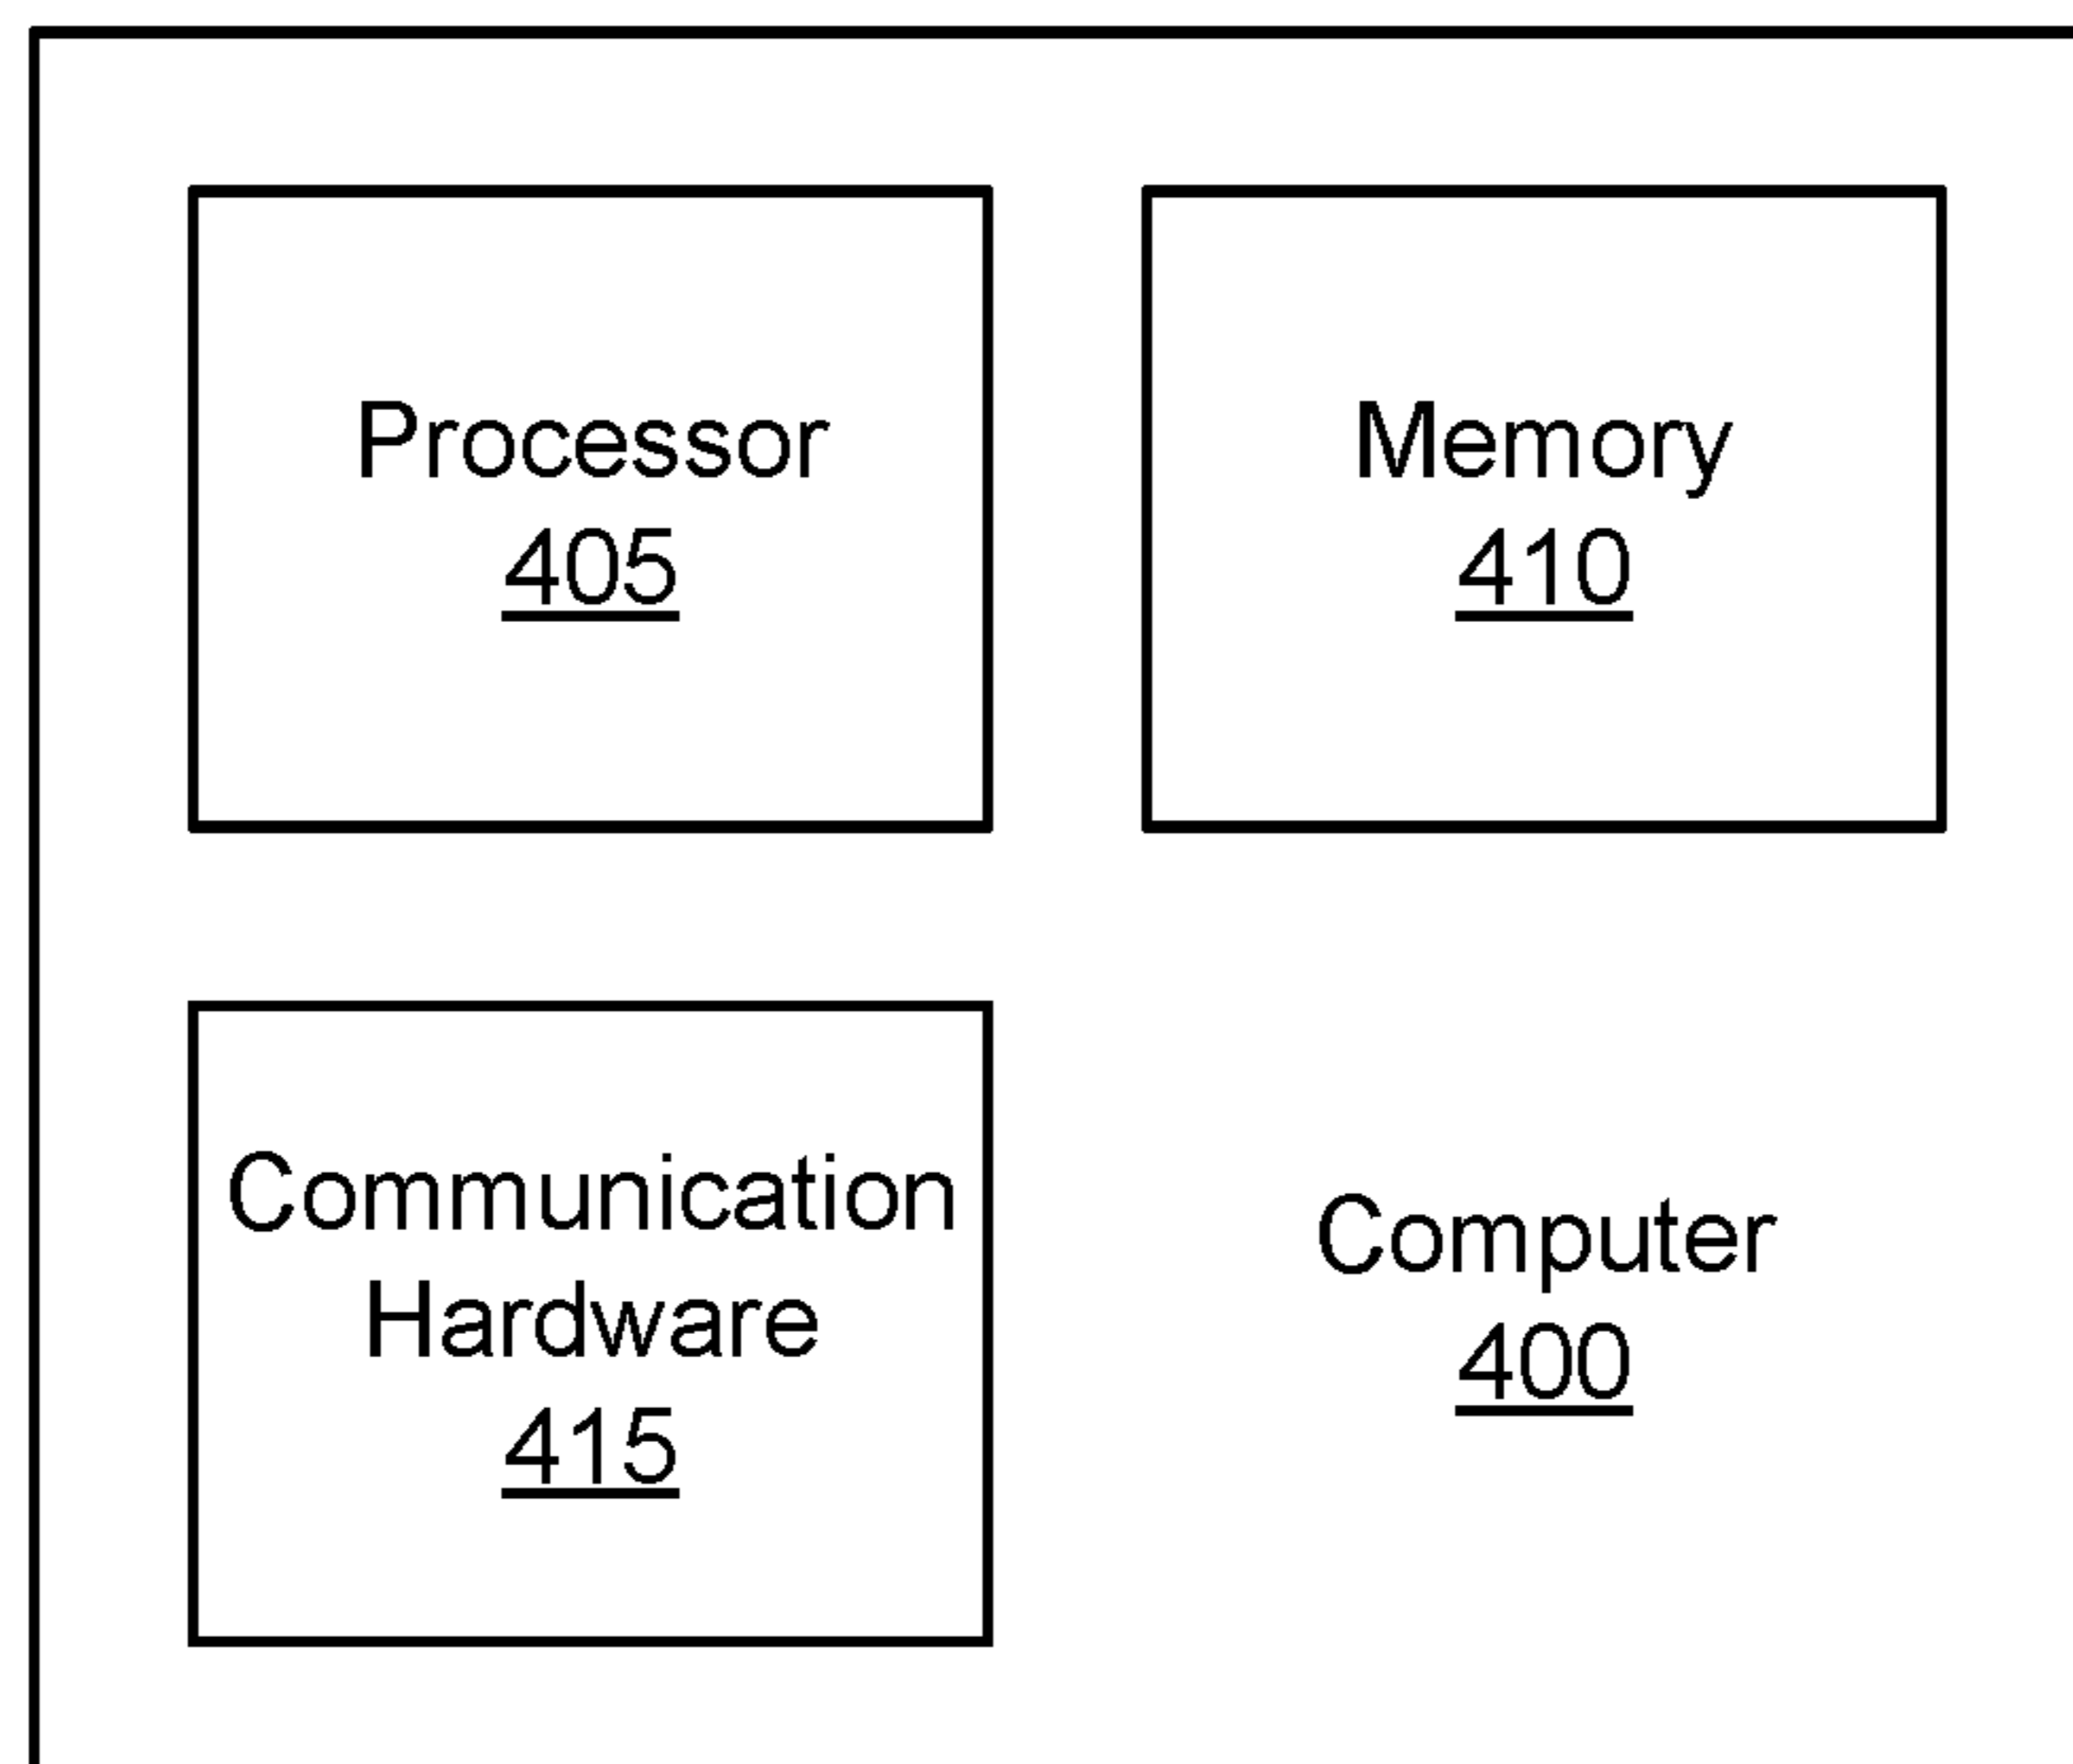 Processor
405
Memory
410
Communication
Hardware
415
Computer
400